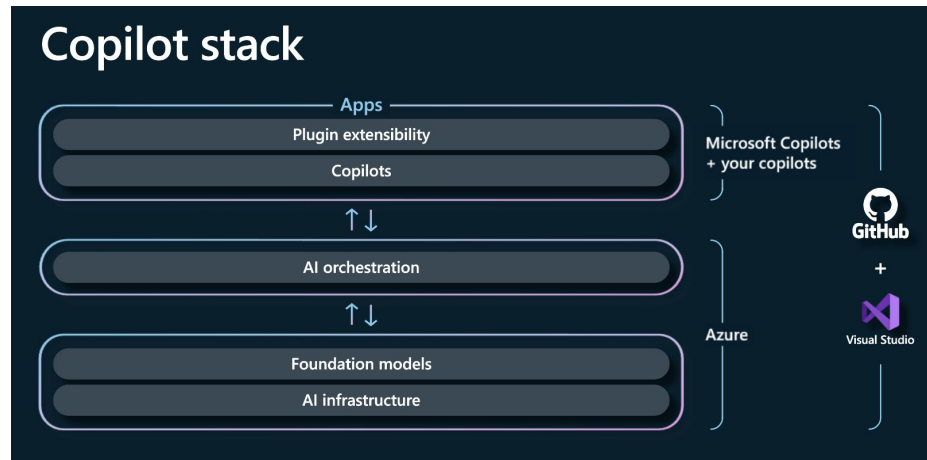 Copilot stack
Apps
Plugin extensibility
Copilots
Microsoft Copilots
+ your copilots
AI orchestration
Foundation models
AI infrastructure
Azure
GitHub
+
Visual Studio